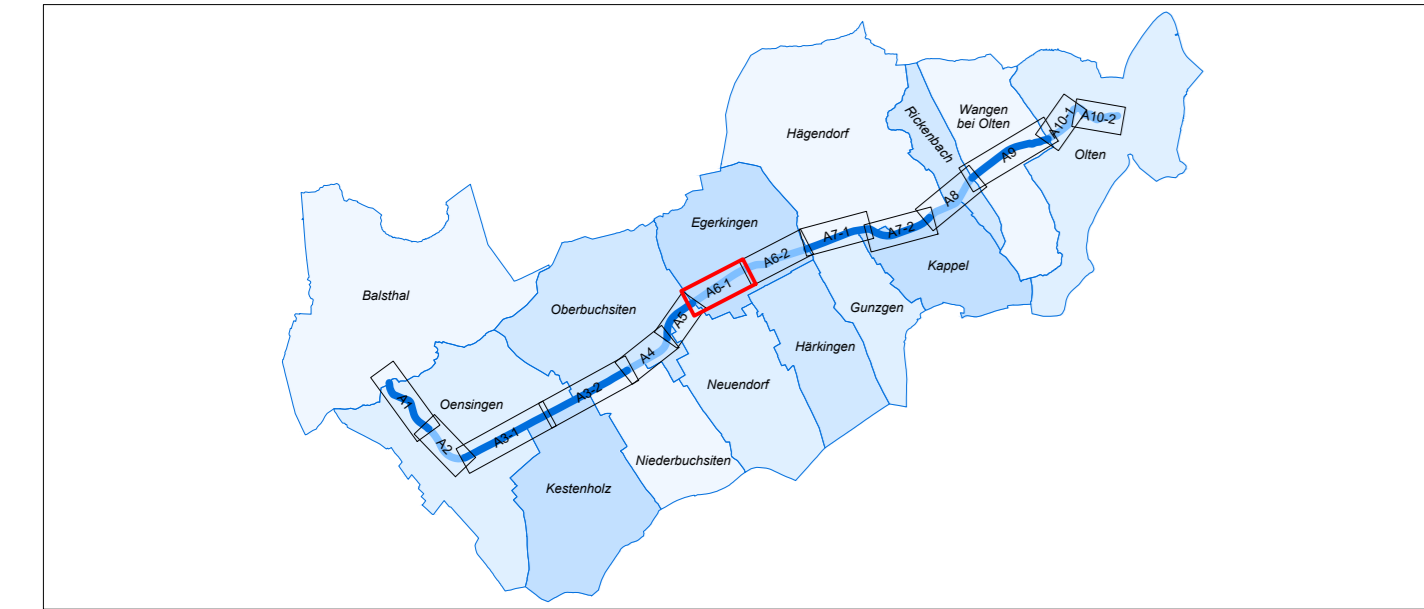 Balsthal
Oensingen
Kestenholz
Oberbuchsiten
Niederbuchsiten
Egerkingen
Neuendorf
Härkingen
Gunzgen
Hägendorf
Kappel
Rickenbach
Wangen
bei Olten
Olten
A1
A2
A3-1
A3-2
A4
A5
A6-1
A6-2
A7-1
A7-2
A8
A9
A10-1
A10-2